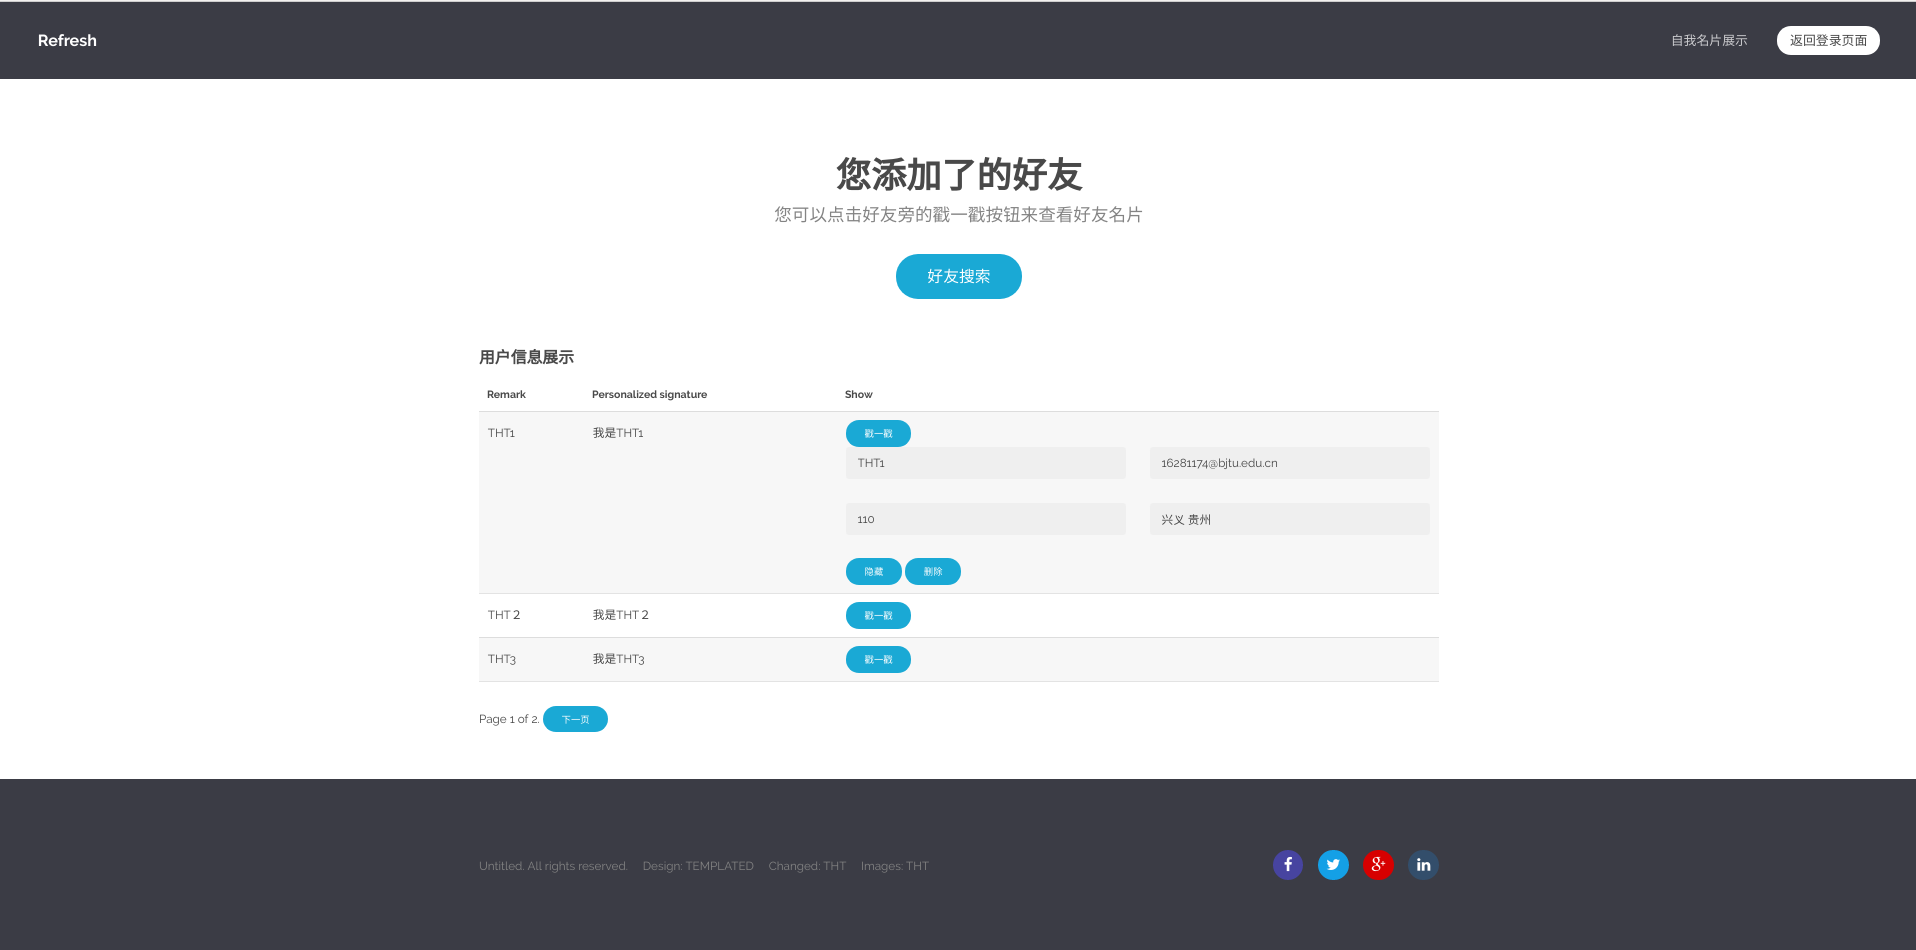 Refresh
自我名片展示
返回登录页面
您添加了的好友
您可以点击好友旁的戳一戳按钮来查看好友名片
好友搜索
用户信息展示
Remark Personalized signature Show
THT1 我是THT1 戳一戳
THT1 16281174@bjtu.edu.cn
110 兴义 贵州
隐藏 删除
THT２ 我是THT２ 戳一戳
THT3 我是THT3 戳一戳
Page 1 of 2. 下一页
Untitled. All rights reserved. Design: TEMPLATED Changed: THT Images: THT